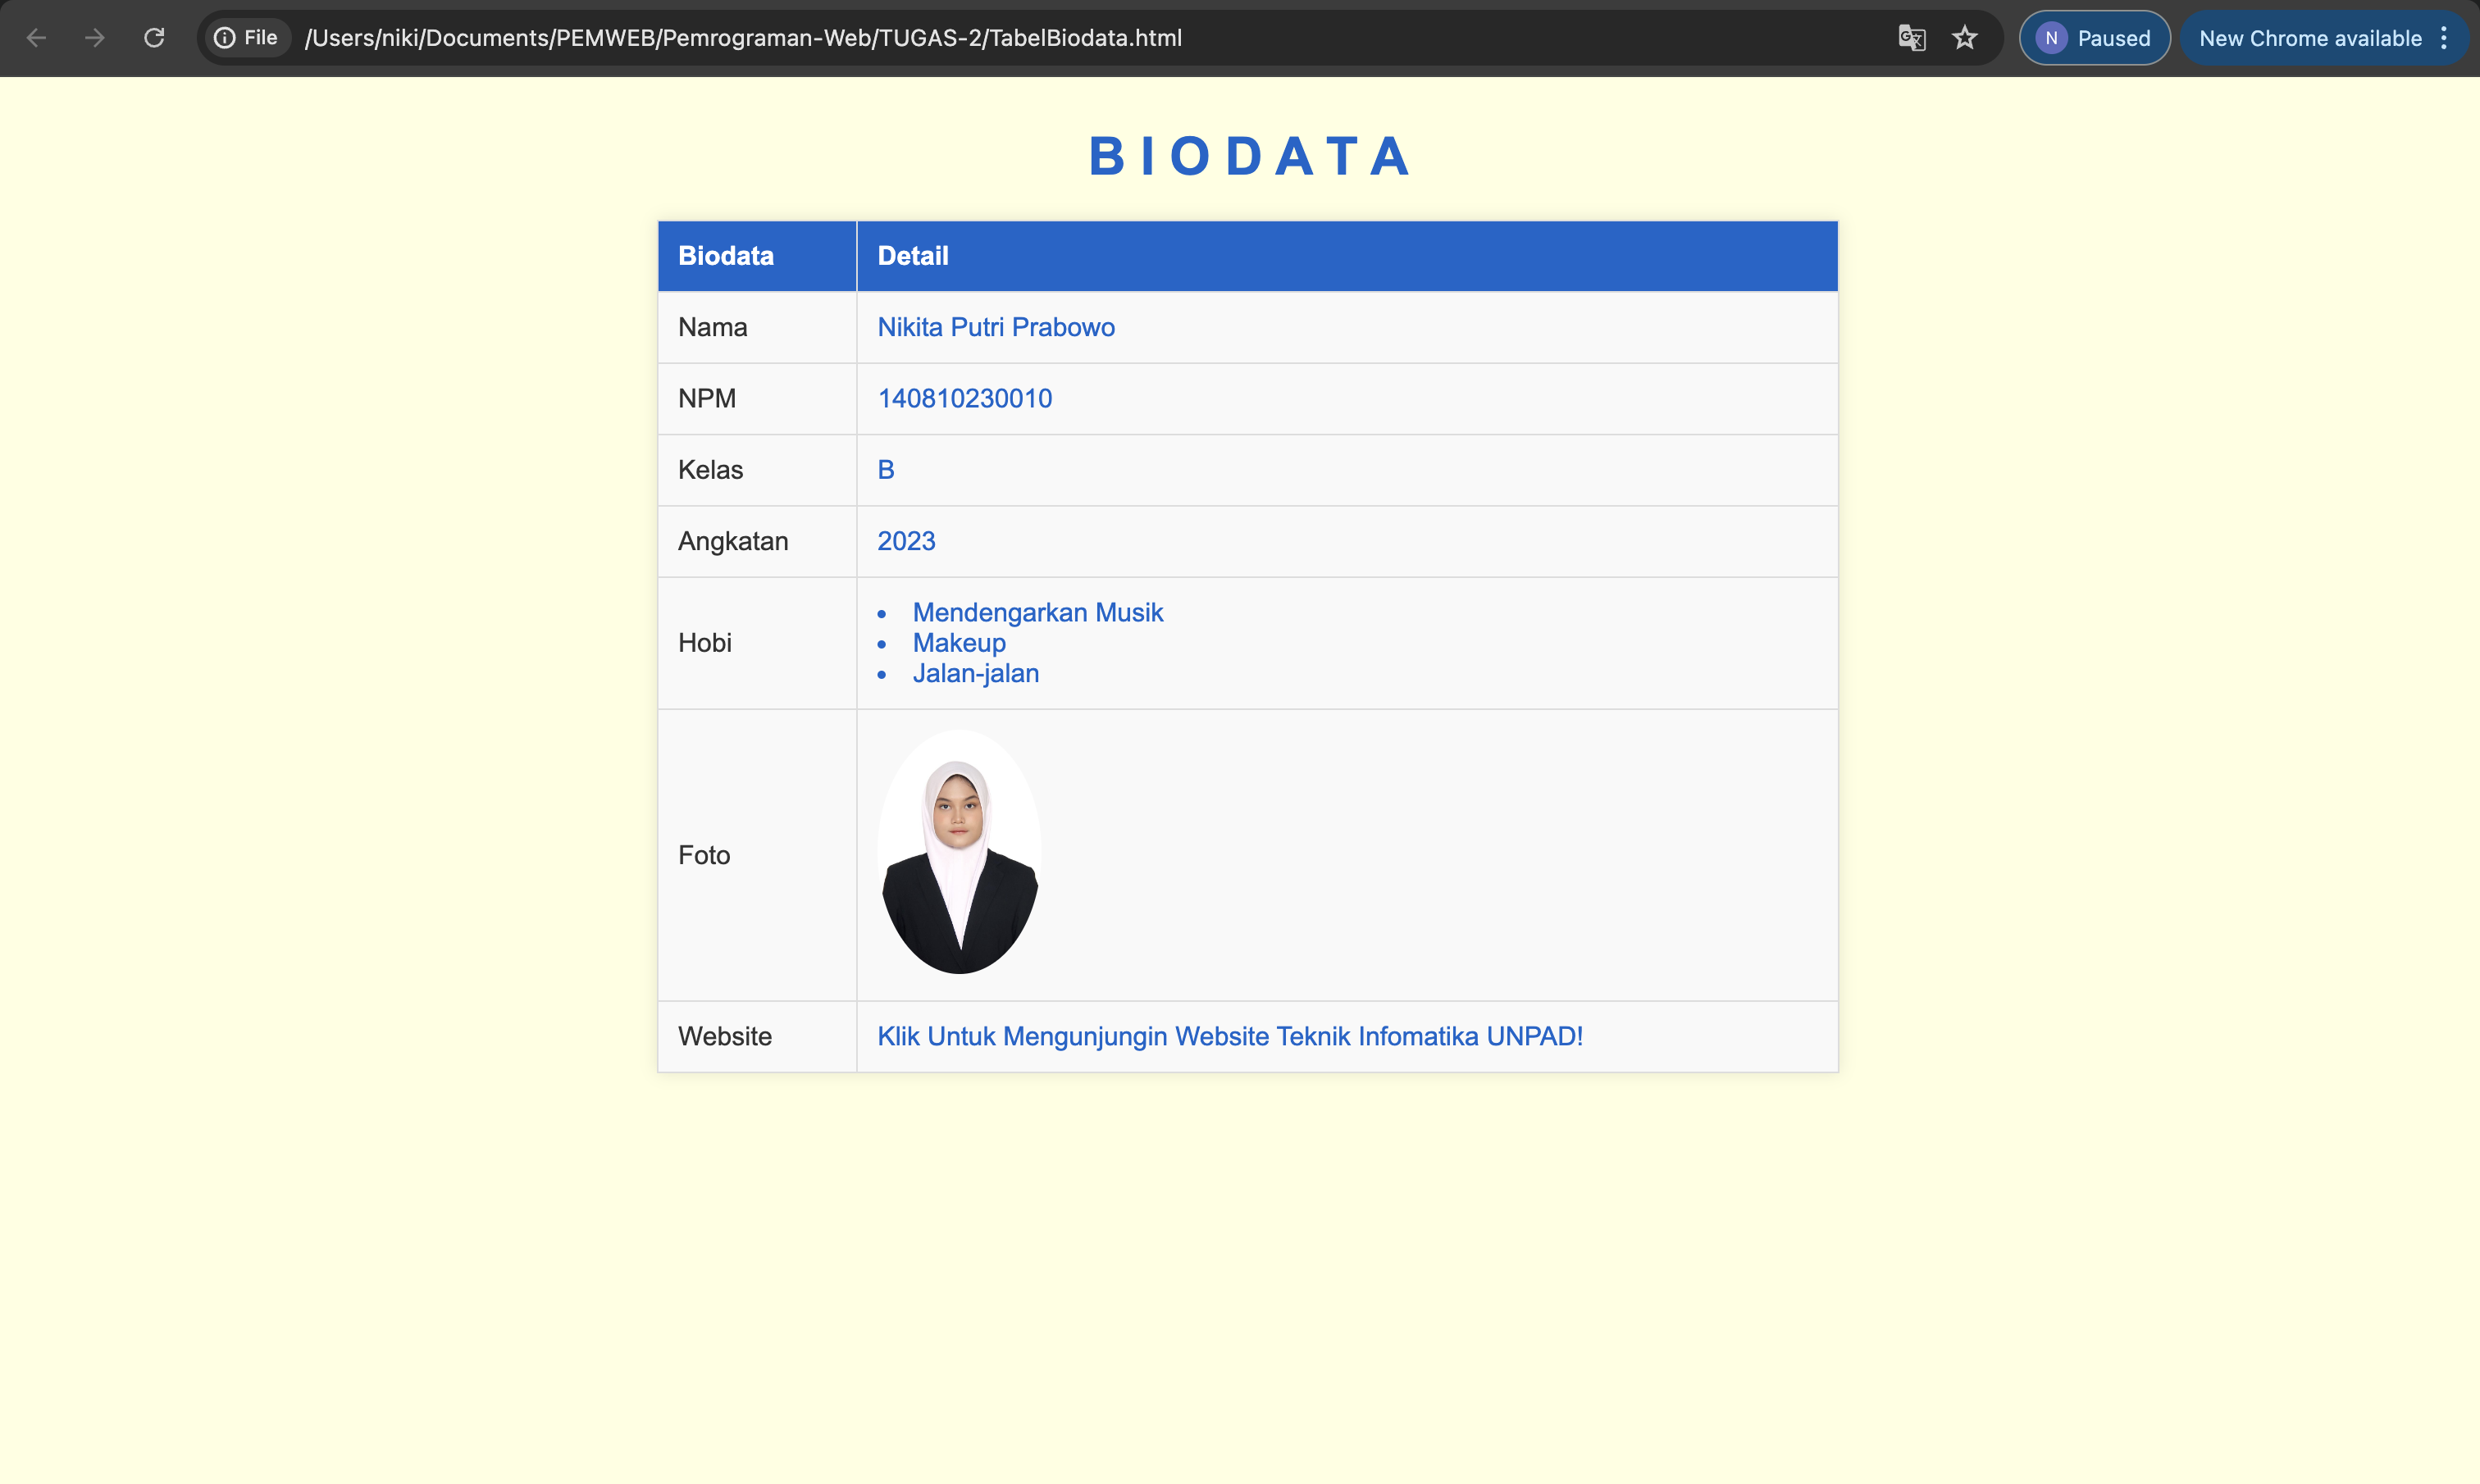 File
/Users/niki/Documents/PEMWEB/Pemrograman-Web/TUGAS-2/TabelBiodata.html
N
Paused
New Chrome available
BIODATA
Biodata
Detail
Nama
Nikita Putri Prabowo
NPM
140810230010
Kelas
B
Angkatan
2023
Hobi
Mendengarkan Musik
Makeup
Jalan-jalan
Foto
Website
Klik Untuk Mengunjungin Website Teknik Infomatika UNPAD!